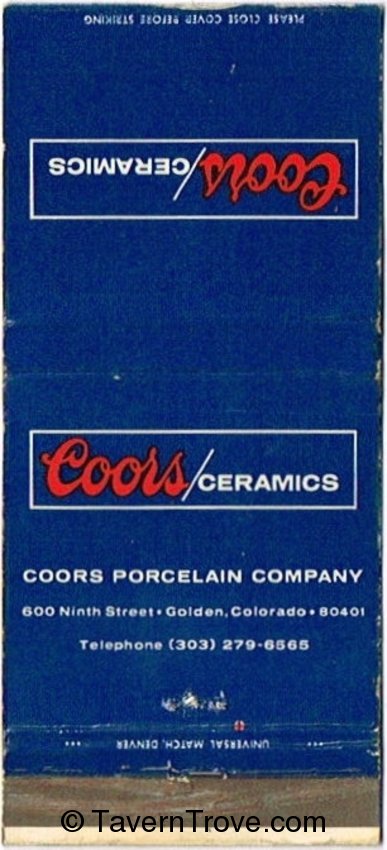 PLEASE CLOSE COVER BEFORE STRIKING
Coors/CERAMICS
Coors/CERAMICS
COORS PORCELAIN COMPANY
600 Ninth Street • Golden, Colorado • 80401
Telephone (303) 279-6565
UNIVERSAL MATCH, DENVER
© TavernTrove.com